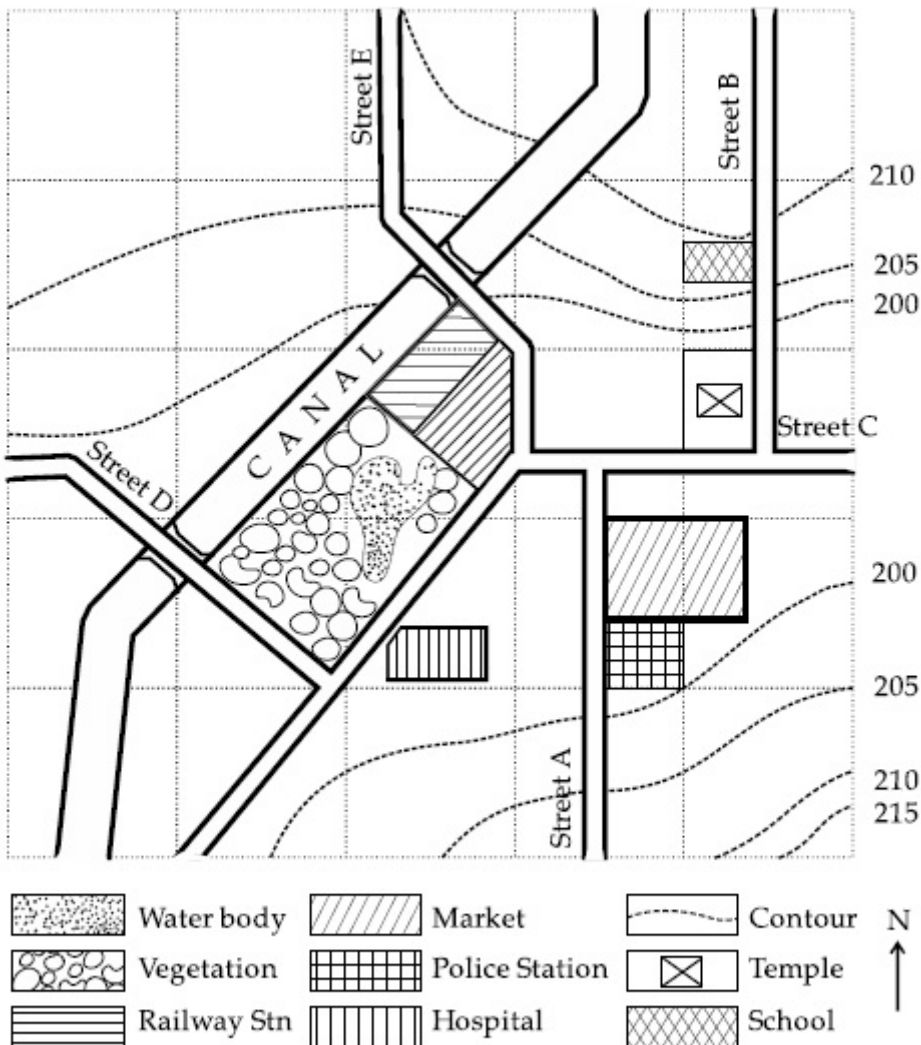 Street E
Street B
210
205
200
CANAL
Street C
Street D
200
205
210
215
Street A
Water body
Market
Contour
N
Vegetation
Police Station
Temple
Railway Stn
Hospital
School